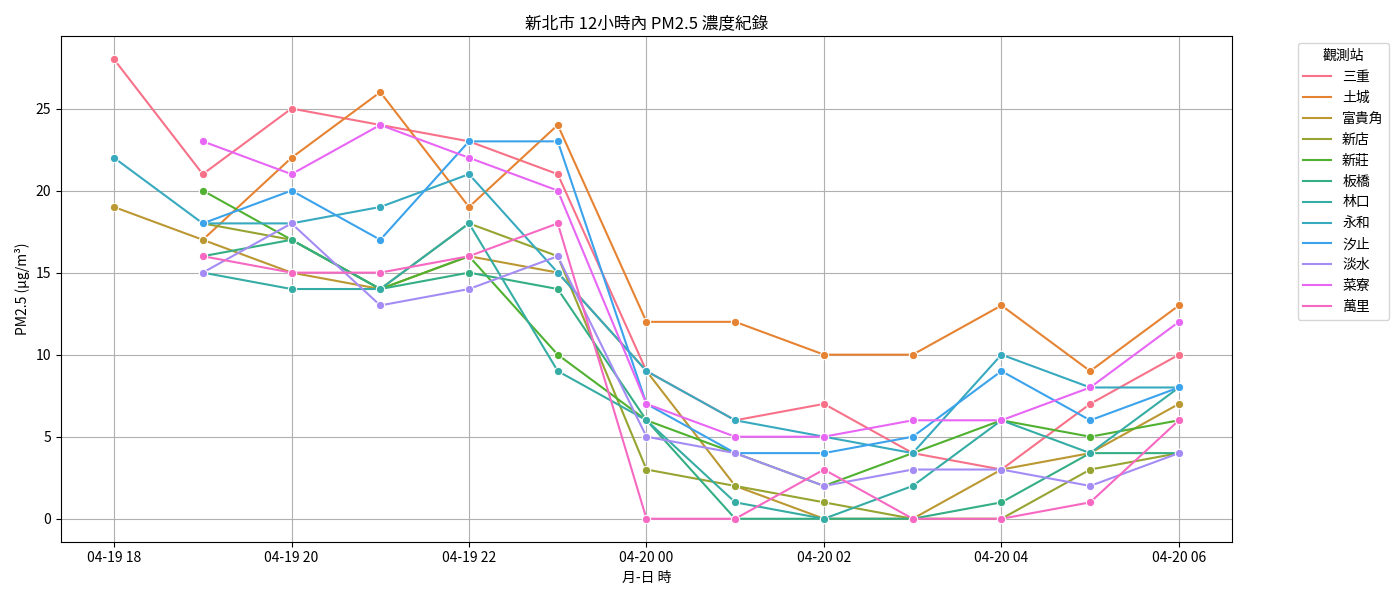 新北市 12小時內 PM2.5 濃度紀錄
PM2.5 (μg/m³)
25
20
15
10
5
0
04-19 18
04-19 20
04-19 22
04-20 00
04-20 02
04-20 04
04-20 06
月-日 時
觀測站
三重
土城
富貴角
新店
新莊
板橋
林口
永和
汐止
淡水
菜寮
萬里